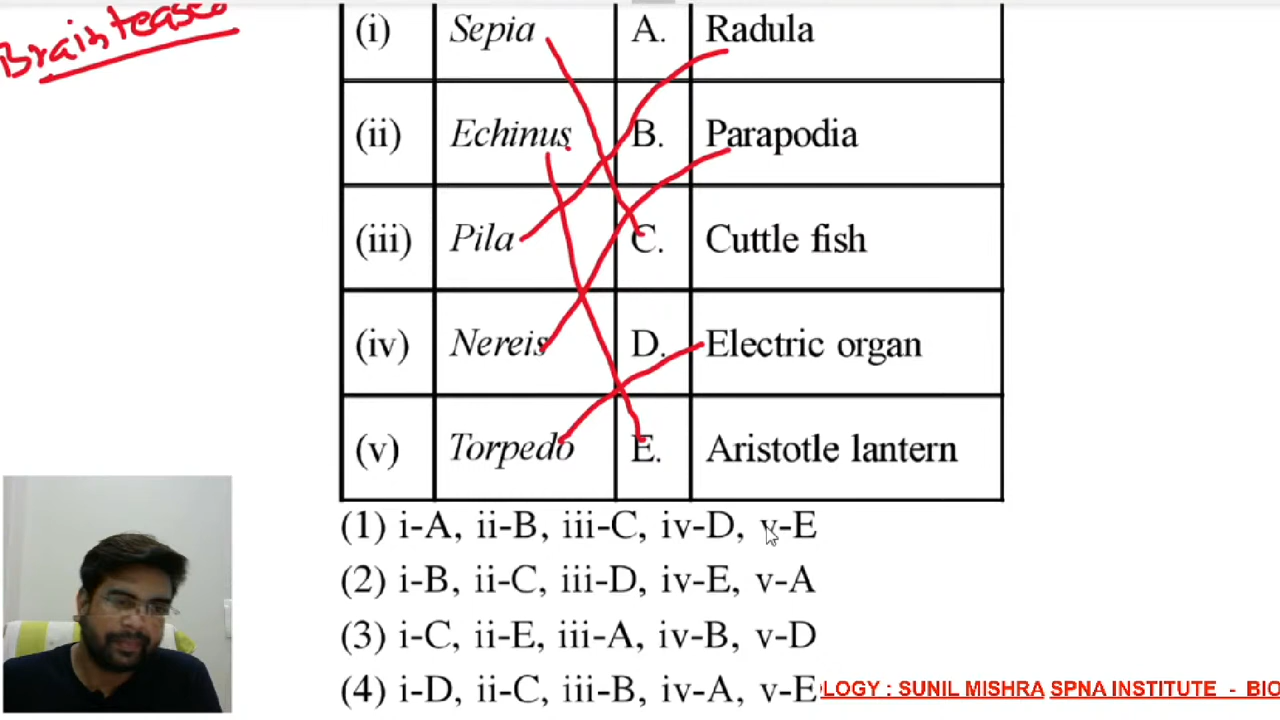 Brainteaser
(i) Sepia A. Radula
(ii) Echinus B. Parapodia
(iii) Pila C. Cuttle fish
(iv) Nereis D. Electric organ
(v) Torpedo E. Aristotle lantern
(1) i-A, ii-B, iii-C, iv-D, v-E
(2) i-B, ii-C, iii-D, iv-E, v-A
(3) i-C, ii-E, iii-A, iv-B, v-D
(4) i-D, ii-C, iii-B, iv-A, v-E
OLOGY : SUNIL MISHRA SPNA INSTITUTE - BIO